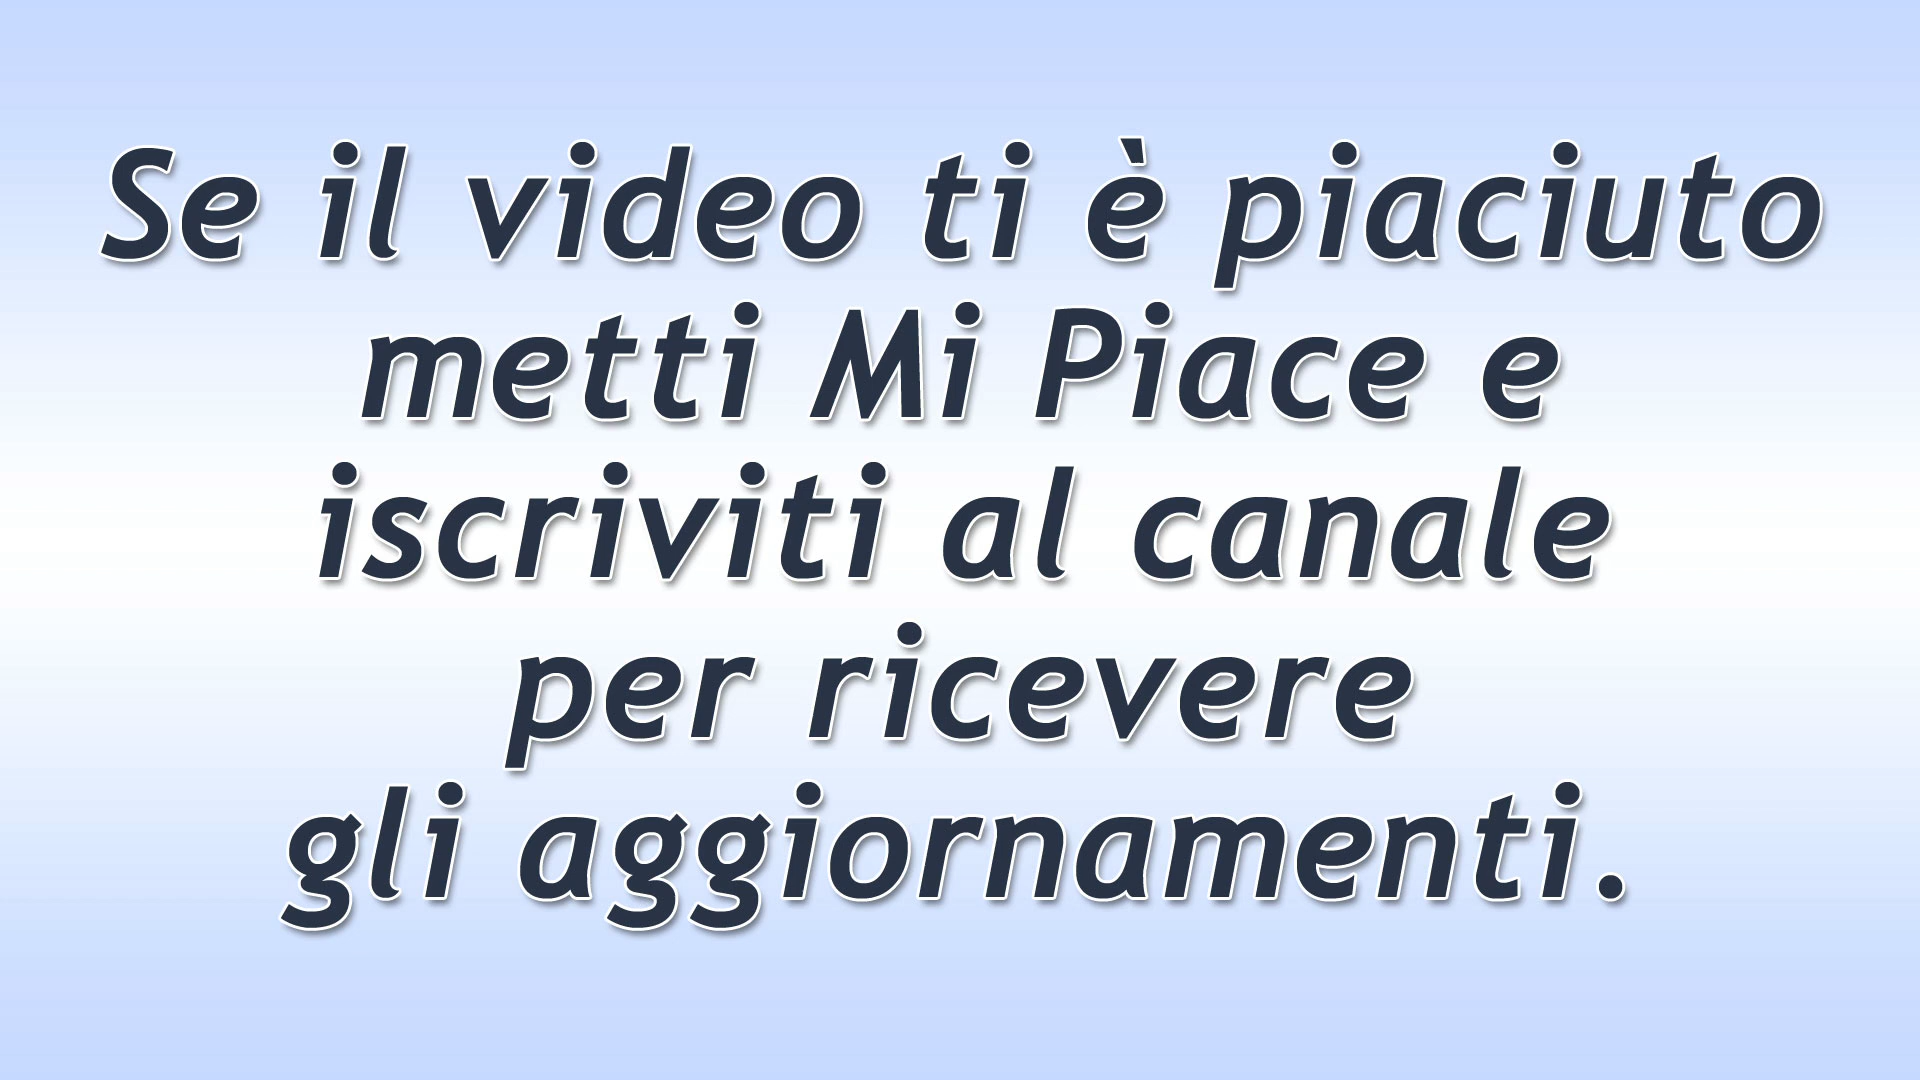 Se il video ti è piaciuto
metti Mi Piace e
iscriviti al canale
per ricevere
gli aggiornamenti.